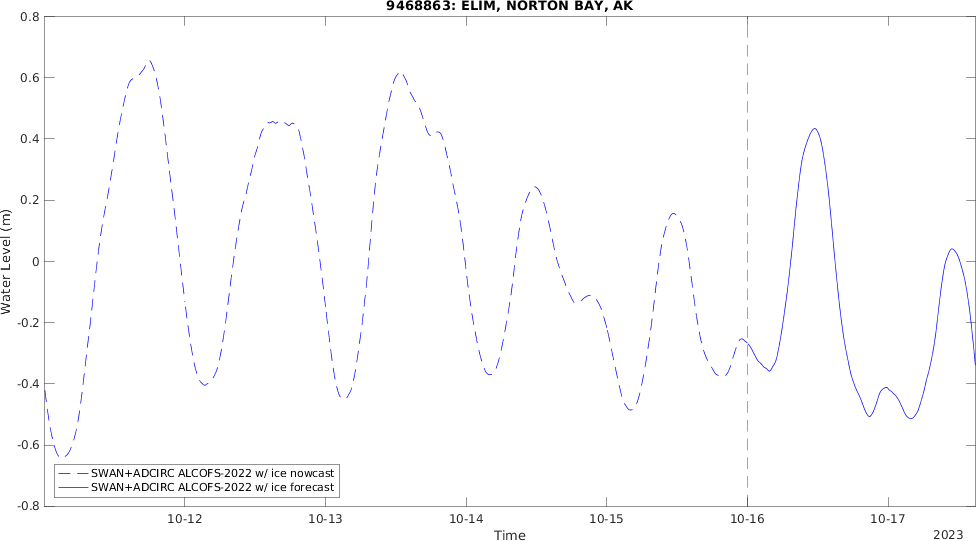 9468863: ELIM, NORTON BAY, AK
0.8
0.6
0.4
0.2
0
-0.2
-0.4
-0.6
-0.8
Water Level (m)
SWAN+ADCIRC ALCOFS-2022 w/ ice nowcast
SWAN+ADCIRC ALCOFS-2022 w/ ice forecast
10-12 10-13 10-14 10-15 10-16 10-17
Time
2023